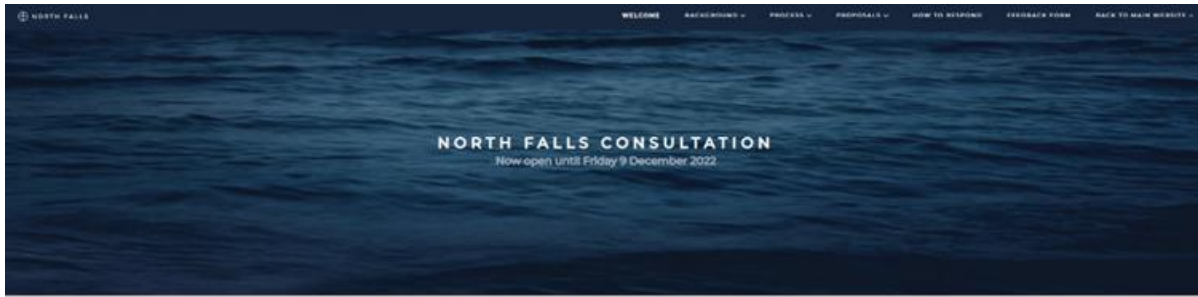 NORTH FALLS
WELCOME BACKGROUND PROCESS PROPOSALS HOW TO RESPOND FEEDBACK FORM BACK TO MAIN WEBSITE
NORTH FALLS CONSULTATION
Now open until Friday 9 December 2022